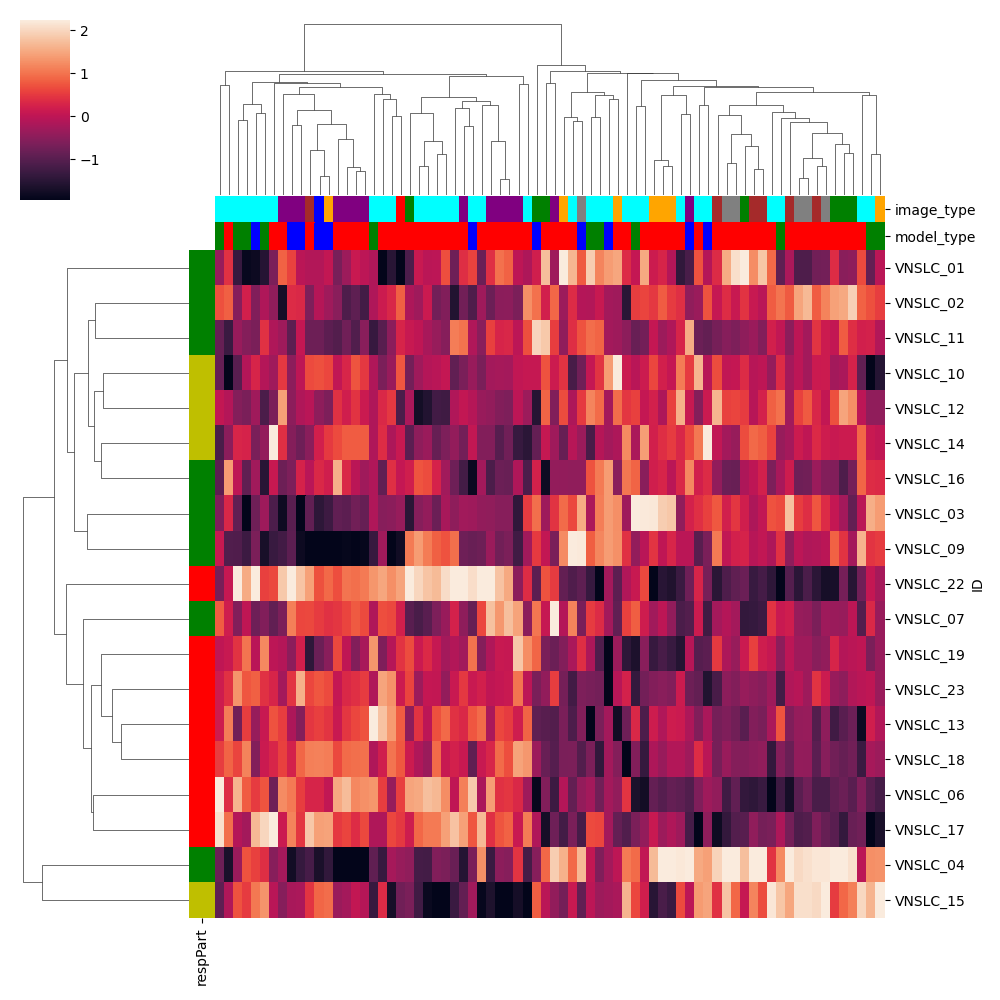 2
1
0
−1
image_type
model_type
VNSLC_01
VNSLC_02
VNSLC_11
VNSLC_10
VNSLC_12
VNSLC_14
VNSLC_16
VNSLC_03
VNSLC_09
VNSLC_22
VNSLC_07
VNSLC_19
VNSLC_23
VNSLC_13
VNSLC_18
VNSLC_06
VNSLC_17
VNSLC_04
VNSLC_15
ID
respPart